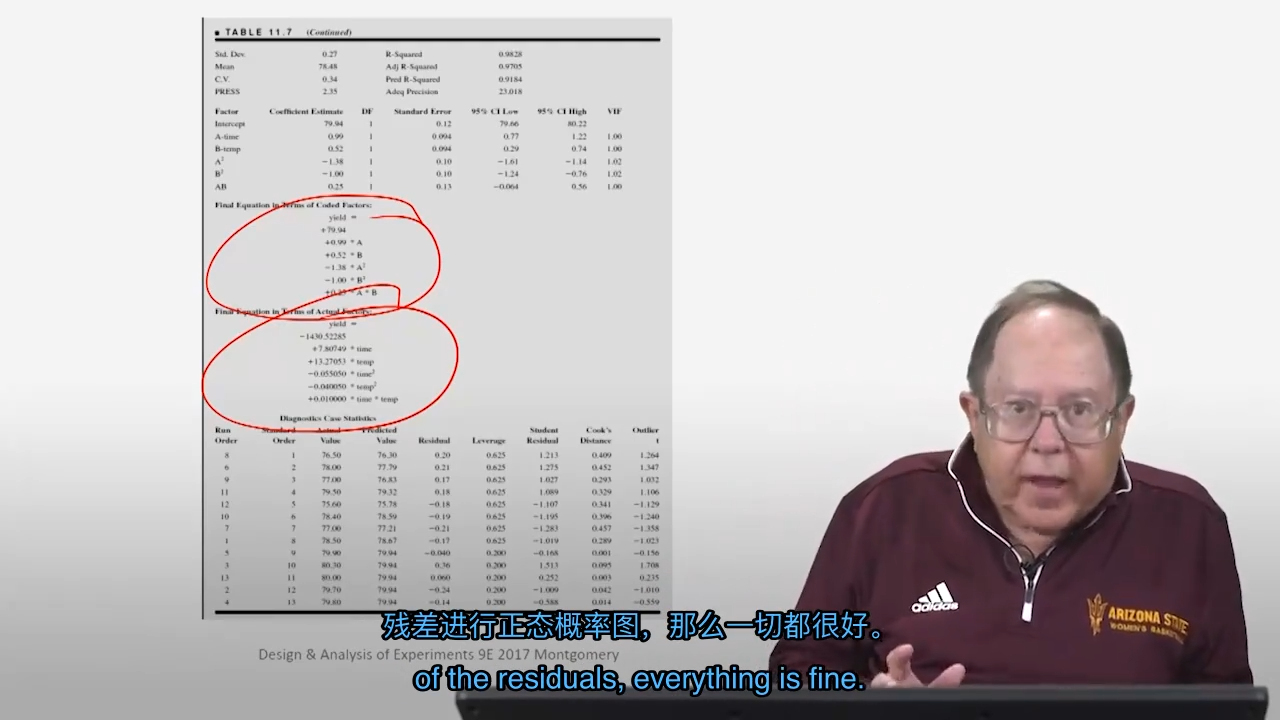 TABLE 11.7 (Continued)
Std. Dev. 0.27 R-Squared 0.9828
Mean 78.48 Adj R-Squared 0.9705
C.V. 0.34 Pred R-Squared 0.9184
PRESS 2.35 Adeq Precision 23.018
Factor Coefficient Estimate DF Standard Error 95% CI Low 95% CI High VIF
Intercept 79.94 1 0.12 79.66 80.22
A-time 0.99 1 0.094 0.77 1.22 1.00
B-temp 0.52 1 0.094 0.29 0.74 1.00
A² −1.38 1 0.10 −1.61 −1.14 1.02
B² −1.00 1 0.10 −1.24 −0.76 1.02
AB 0.25 1 0.13 −0.064 0.56 1.00
Final Equation in Terms of Coded Factors:
yield =
+79.94
+0.99 * A
+0.52 * B
−1.38 * A²
−1.00 * B²
+0.25 * A * B
Final Equation in Terms of Actual Factors:
yield =
−1430.52285
+7.80749 * time
+13.27053 * temp
−0.055050 * time²
−0.040050 * temp²
+0.010000 * time * temp
Diagnostics Case Statistics
Run Standard Actual Predicted Student Cook's Outlier
Order Order Value Value Residual Leverage Residual Distance t
8 1 76.50 76.30 0.20 0.625 1.213 0.409 1.264
6 2 78.00 77.79 0.21 0.625 1.275 0.452 1.347
9 3 77.00 76.83 0.17 0.625 1.027 0.293 1.032
11 4 79.50 79.32 0.18 0.625 1.089 0.329 1.106
12 5 75.60 75.78 −0.18 0.625 −1.107 0.341 −1.129
10 6 78.40 78.59 −0.19 0.625 −1.195 0.396 −1.240
7 7 77.00 77.21 −0.21 0.625 −1.283 0.457 −1.358
1 8 78.50 78.67 −0.17 0.625 −1.019 0.289 −1.023
5 9 79.90 79.94 −0.040 0.200 −0.168 0.001 −0.156
3 10 80.30 79.94 0.36 0.200 1.513 0.095 1.708
13 11 80.00 79.94 0.060 0.200 0.252 0.003 0.235
2 12 79.70 79.94 −0.24 0.200 −1.009 0.042 −1.010
4 13 79.80 79.94 −0.14 0.200 −0.588 0.014 −0.559
adidas
ARIZONA STATE
WOMEN'S
残差进行正态概率图，那么一切都很好。
Design & Analysis of Experiments 9E 2017 Montgomery
of the residuals, everything is fine.